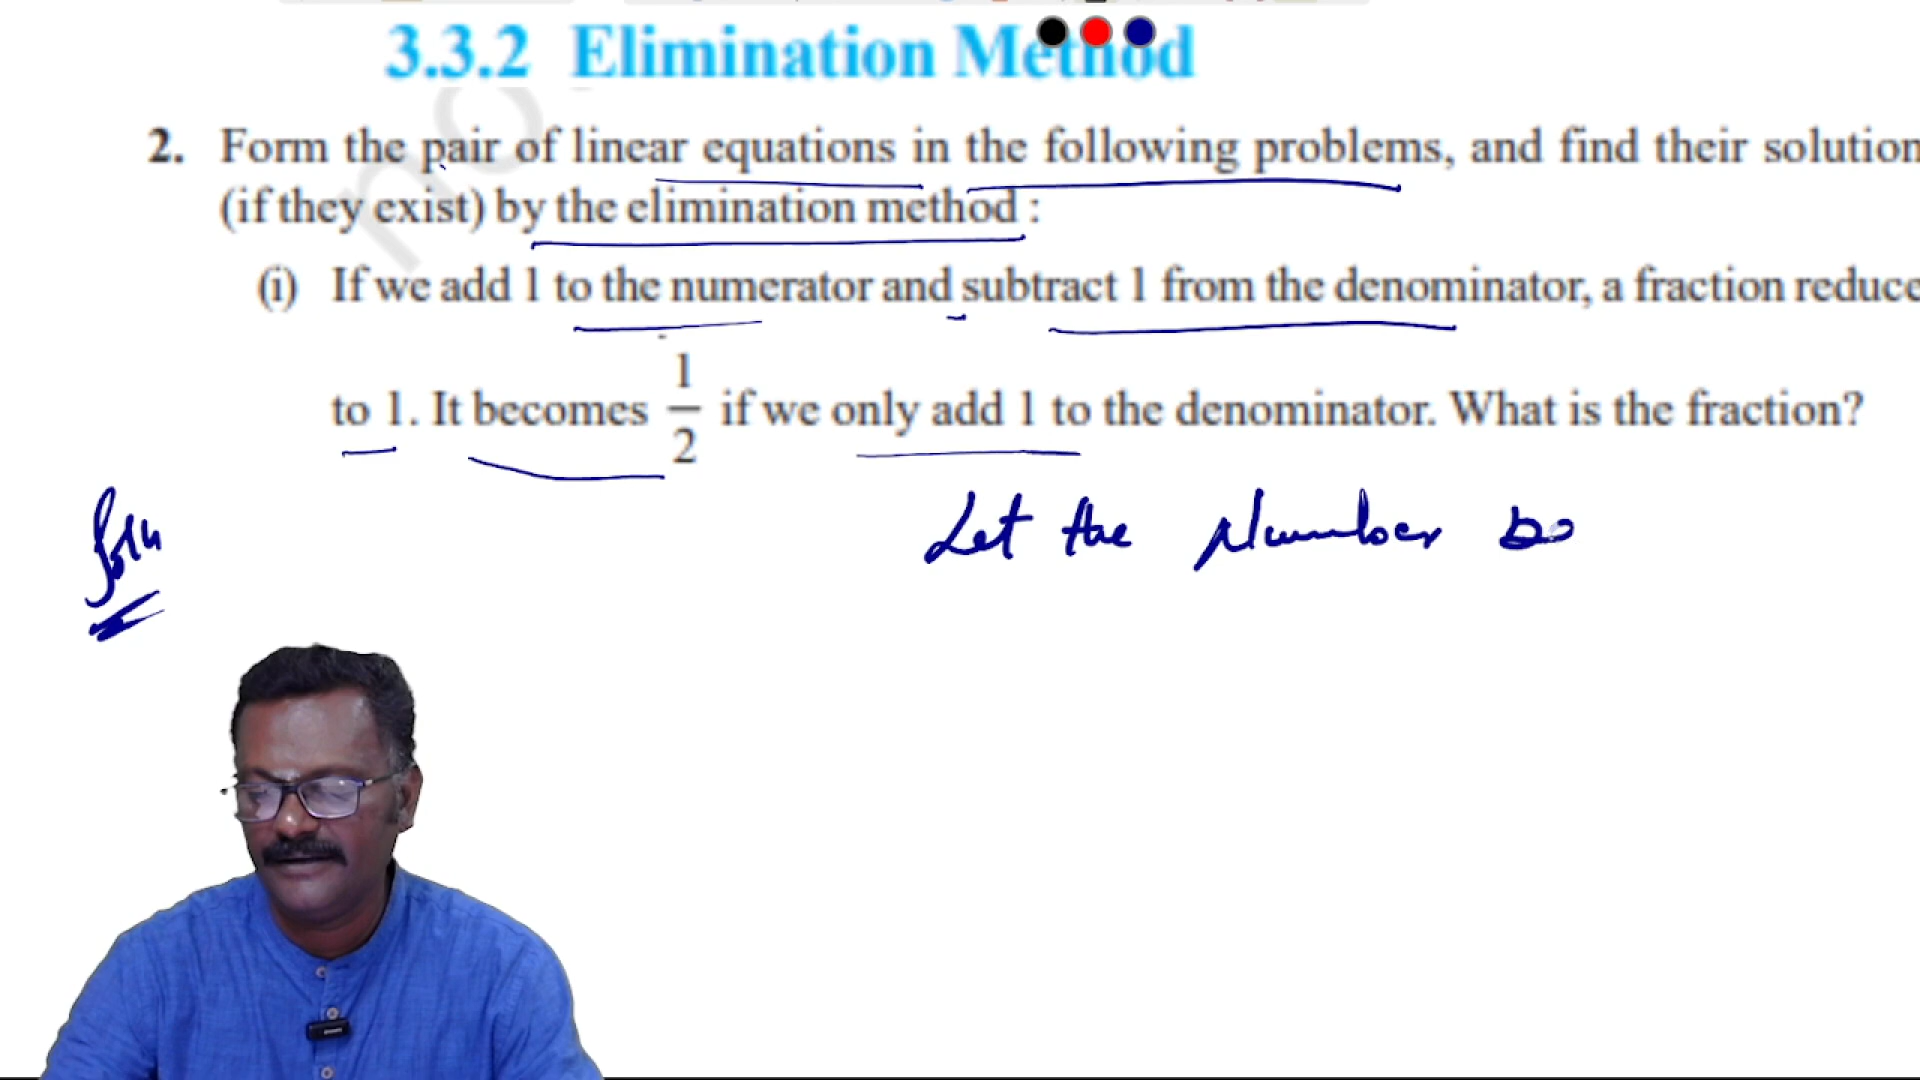 3.3.2 Elimination Method
2. Form the pair of linear equations in the following problems, and find their solution
(if they exist) by the elimination method :
(i) If we add 1 to the numerator and subtract 1 from the denominator, a fraction reduce
to 1. It becomes 1/2 if we only add 1 to the denominator. What is the fraction?
Soln
Let the Number be